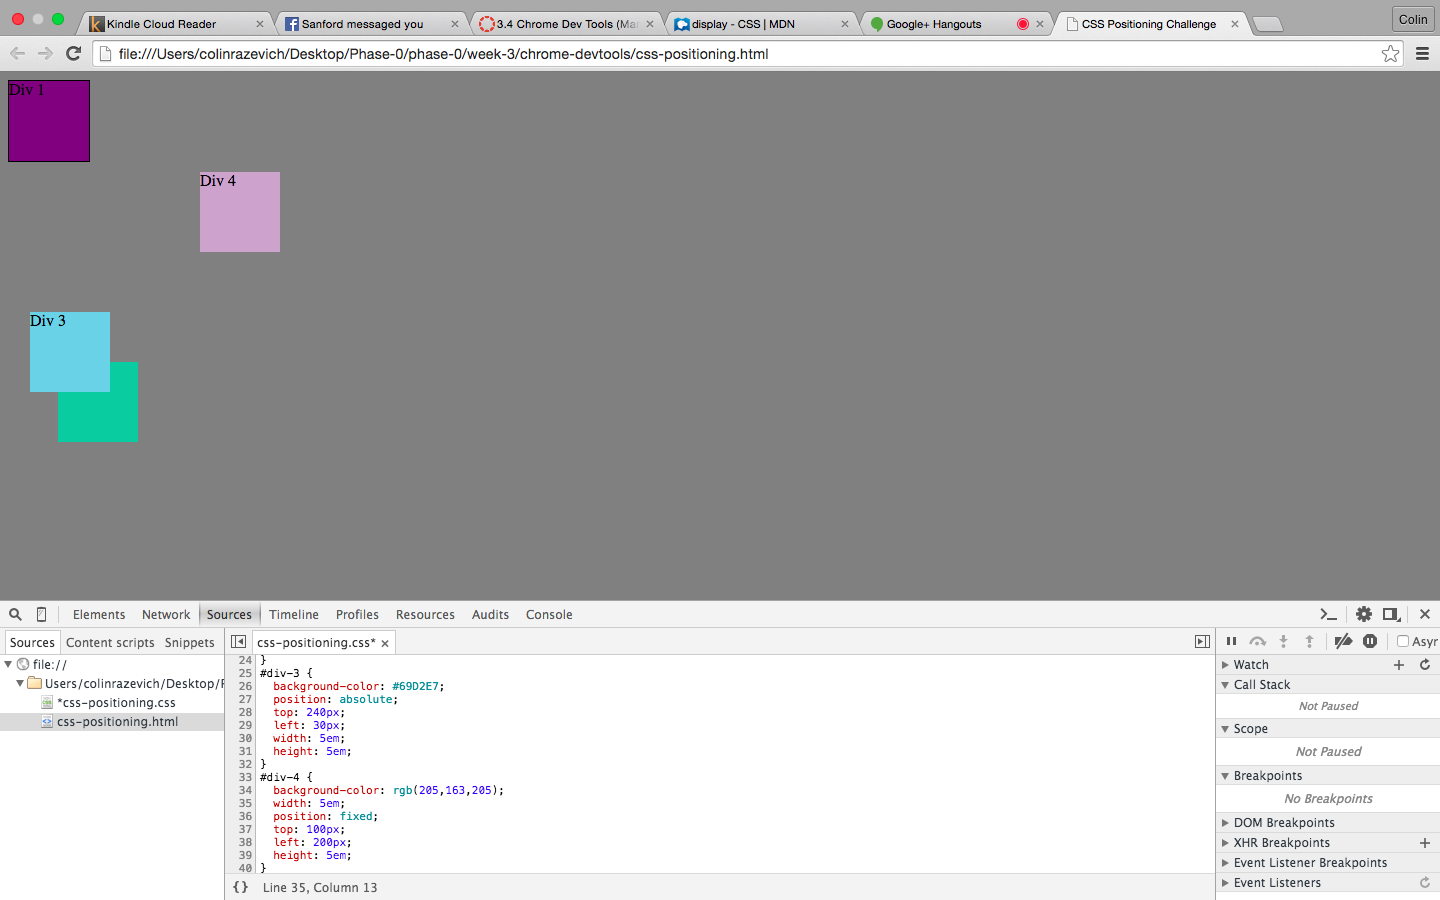 Kindle Cloud Reader
Sanford messaged you
3.4 Chrome Dev Tools (Ma
display - CSS | MDN
Google+ Hangouts
CSS Positioning Challenge
Colin
file:///Users/colinrazevich/Desktop/Phase-0/phase-0/week-3/chrome-devtools/css-positioning.html
Div 1
Div 4
Div 3
Elements Network Sources Timeline Profiles Resources Audits Console
Sources Content scripts Snippets
css-positioning.css*
Asyr
file://
Users/colinrazevich/Desktop/F
*css-positioning.css
css-positioning.html
24 }
25 #div-3 {
26 background-color: #69D2E7;
27 position: absolute;
28 top: 240px;
29 left: 30px;
30 width: 5em;
31 height: 5em;
32 }
33 #div-4 {
34 background-color: rgb(205,163,205);
35 width: 5em;
36 position: fixed;
37 top: 100px;
38 left: 200px;
39 height: 5em;
40 }
{} Line 35, Column 13
Watch
Call Stack
Not Paused
Scope
Not Paused
Breakpoints
No Breakpoints
DOM Breakpoints
XHR Breakpoints
Event Listener Breakpoints
Event Listeners